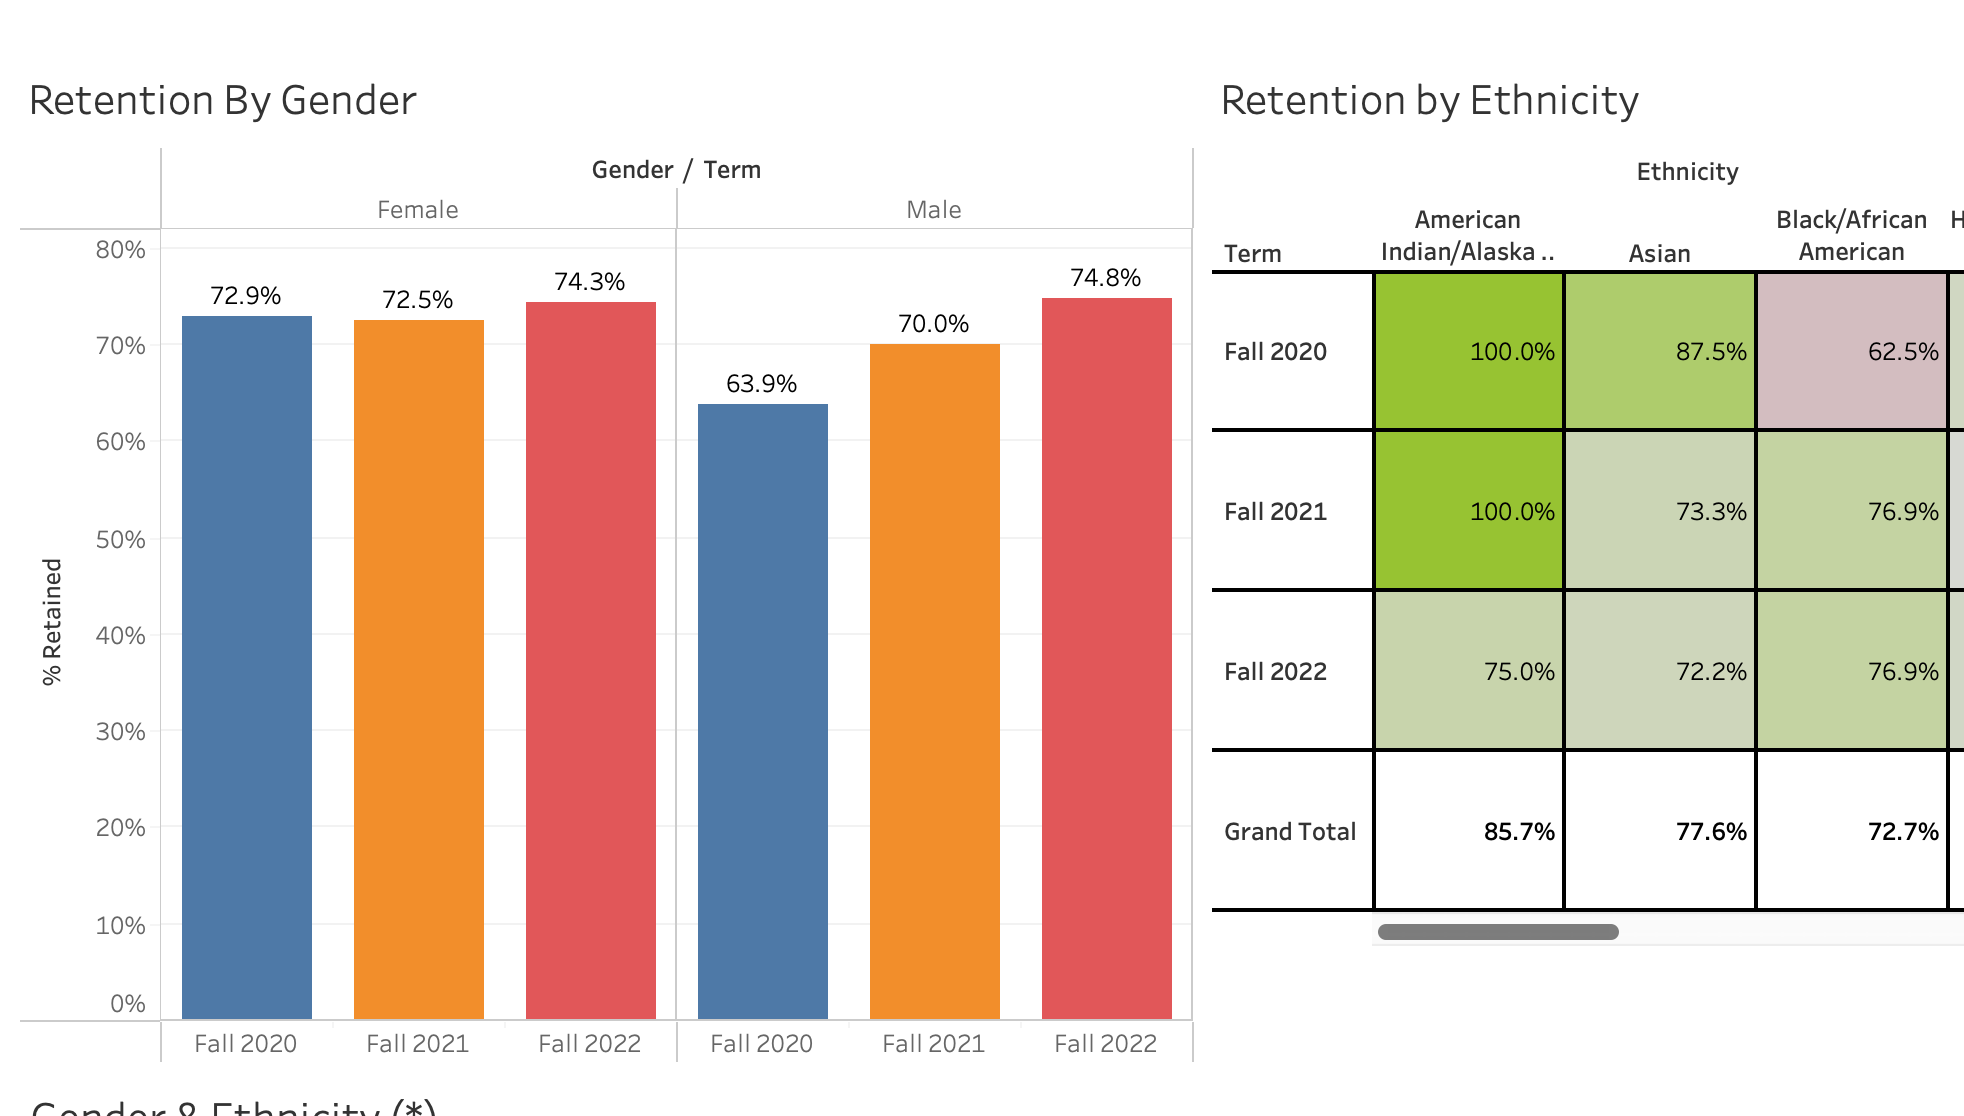 Retention By Gender
Gender / Term
Female Male
80%
70%
60%
50%
40%
30%
20%
10%
0%
% Retained
72.9% 72.5% 74.3% 63.9% 70.0% 74.8%
Fall 2020 Fall 2021 Fall 2022 Fall 2020 Fall 2021 Fall 2022
Retention by Ethnicity
Ethnicity
American Black/African H
Term Indian/Alaska .. Asian American
Fall 2020 100.0% 87.5% 62.5%
Fall 2021 100.0% 73.3% 76.9%
Fall 2022 75.0% 72.2% 76.9%
Grand Total 85.7% 77.6% 72.7%
Gender & Ethnicity (*)